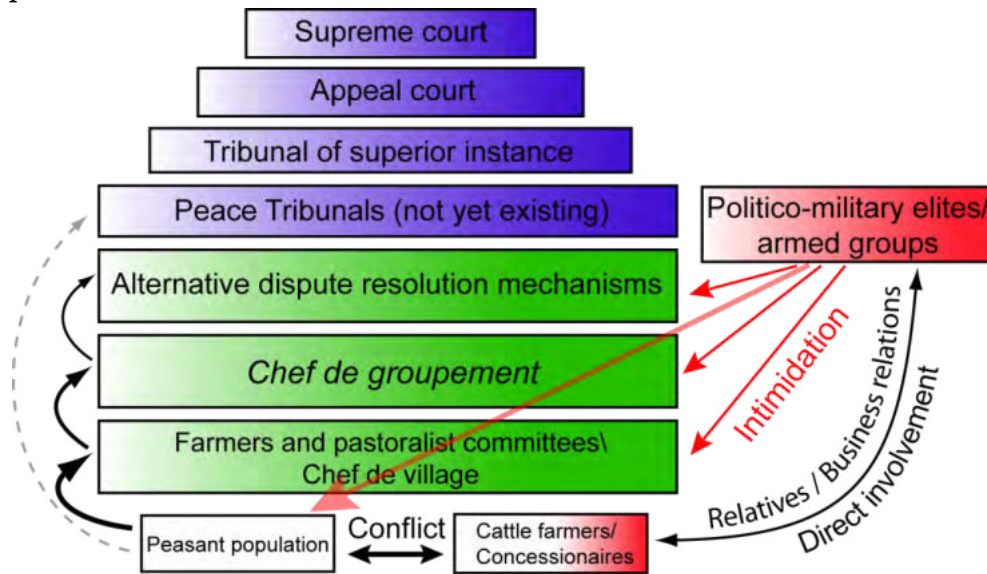 Supreme court
Appeal court
Tribunal of superior instance
Peace Tribunals (not yet existing)
Politico-military elites/
armed groups
Alternative dispute resolution mechanisms
Chef de groupement
Farmers and pastoralist committees\
Chef de village
Intimidation
Relatives / Business relations
Direct involvement
Peasant population
Conflict
Cattle farmers/
Concessionaires